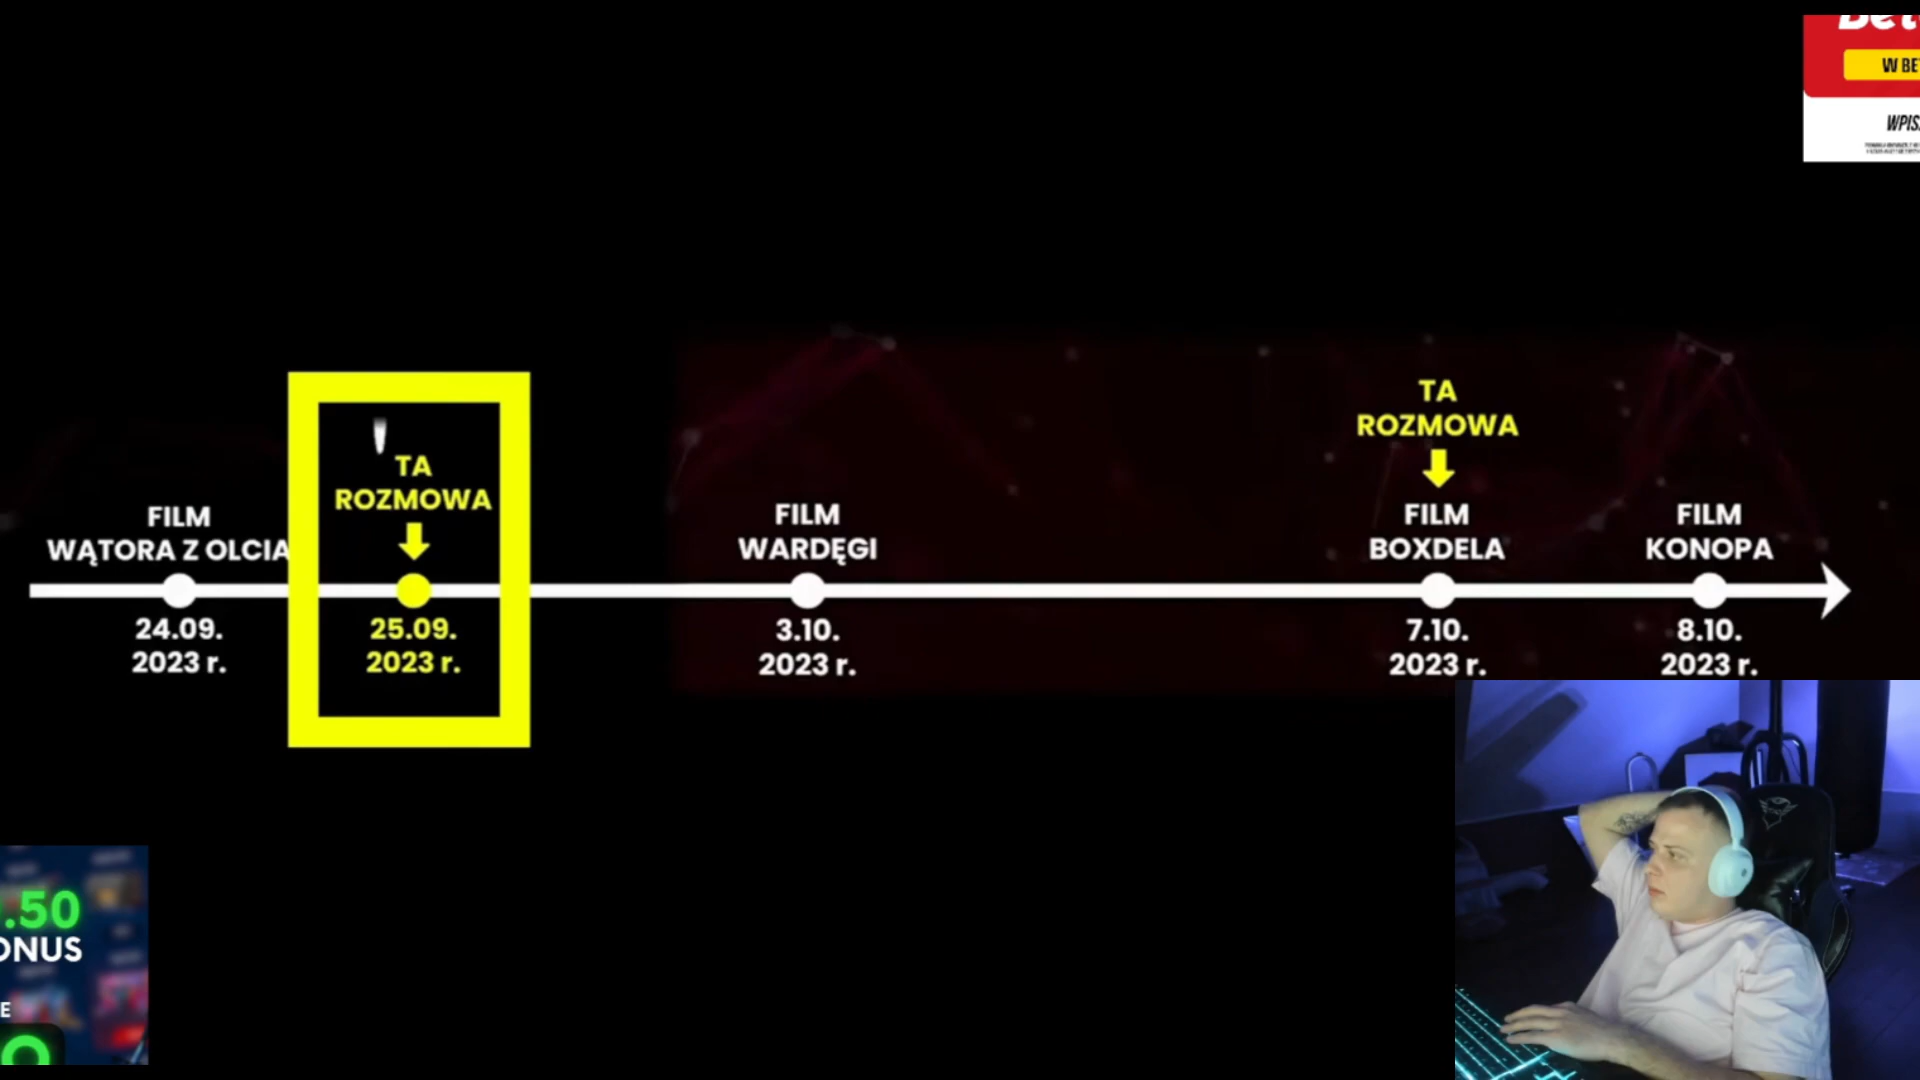 W BE
WPIS
TA
ROZMOWA
FILM
WĄTORA Z OLCIĄ
24.09.
2023 r.
25.09.
2023 r.
FILM
WARDĘGI
3.10.
2023 r.
TA
ROZMOWA
FILM
BOXDELA
7.10.
2023 r.
FILM
KONOPA
8.10.
2023 r.
.50
ONUS
E